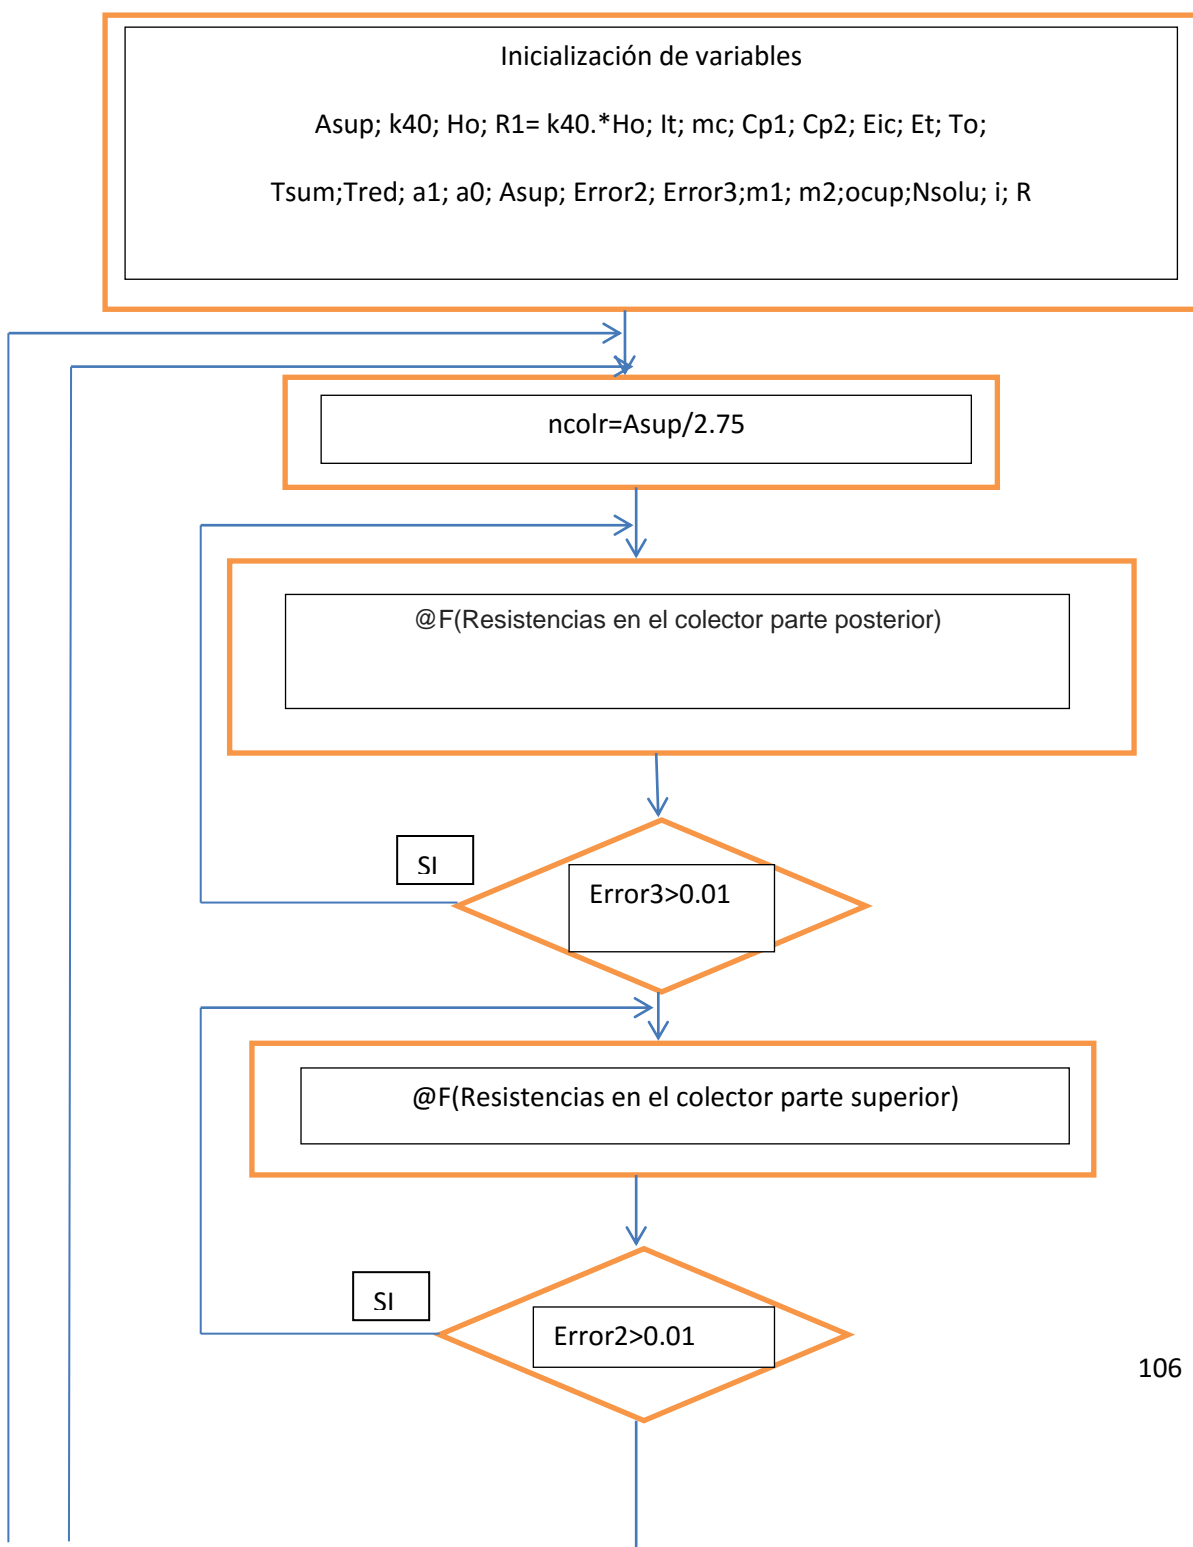 Inicialización de variables
Asup; k40; Ho; R1= k40.*Ho; It; mc; Cp1; Cp2; Eic; Et; To;
Tsum;Tred; a1; a0; Asup; Error2; Error3;m1; m2;ocup;Nsolu; i; R
ncolr=Asup/2.75
@F(Resistencias en el colector parte posterior)
SI
Error3>0.01
@F(Resistencias en el colector parte superior)
SI
Error2>0.01
106